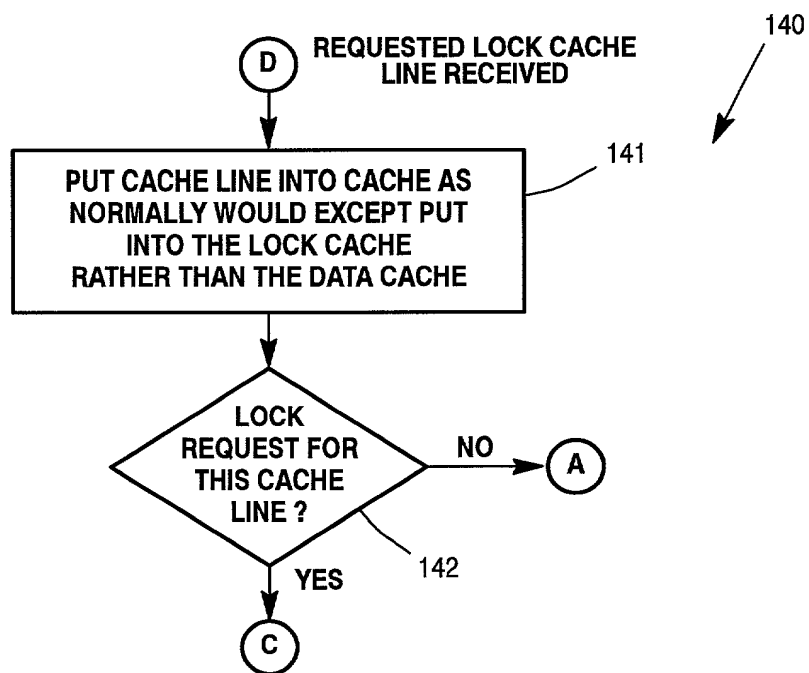 140
D
REQUESTED LOCK CACHE
LINE RECEIVED
141
PUT CACHE LINE INTO CACHE AS
NORMALLY WOULD EXCEPT PUT
INTO THE LOCK CACHE
RATHER THAN THE DATA CACHE
LOCK
REQUEST FOR
THIS CACHE
LINE ?
NO
A
142
YES
C